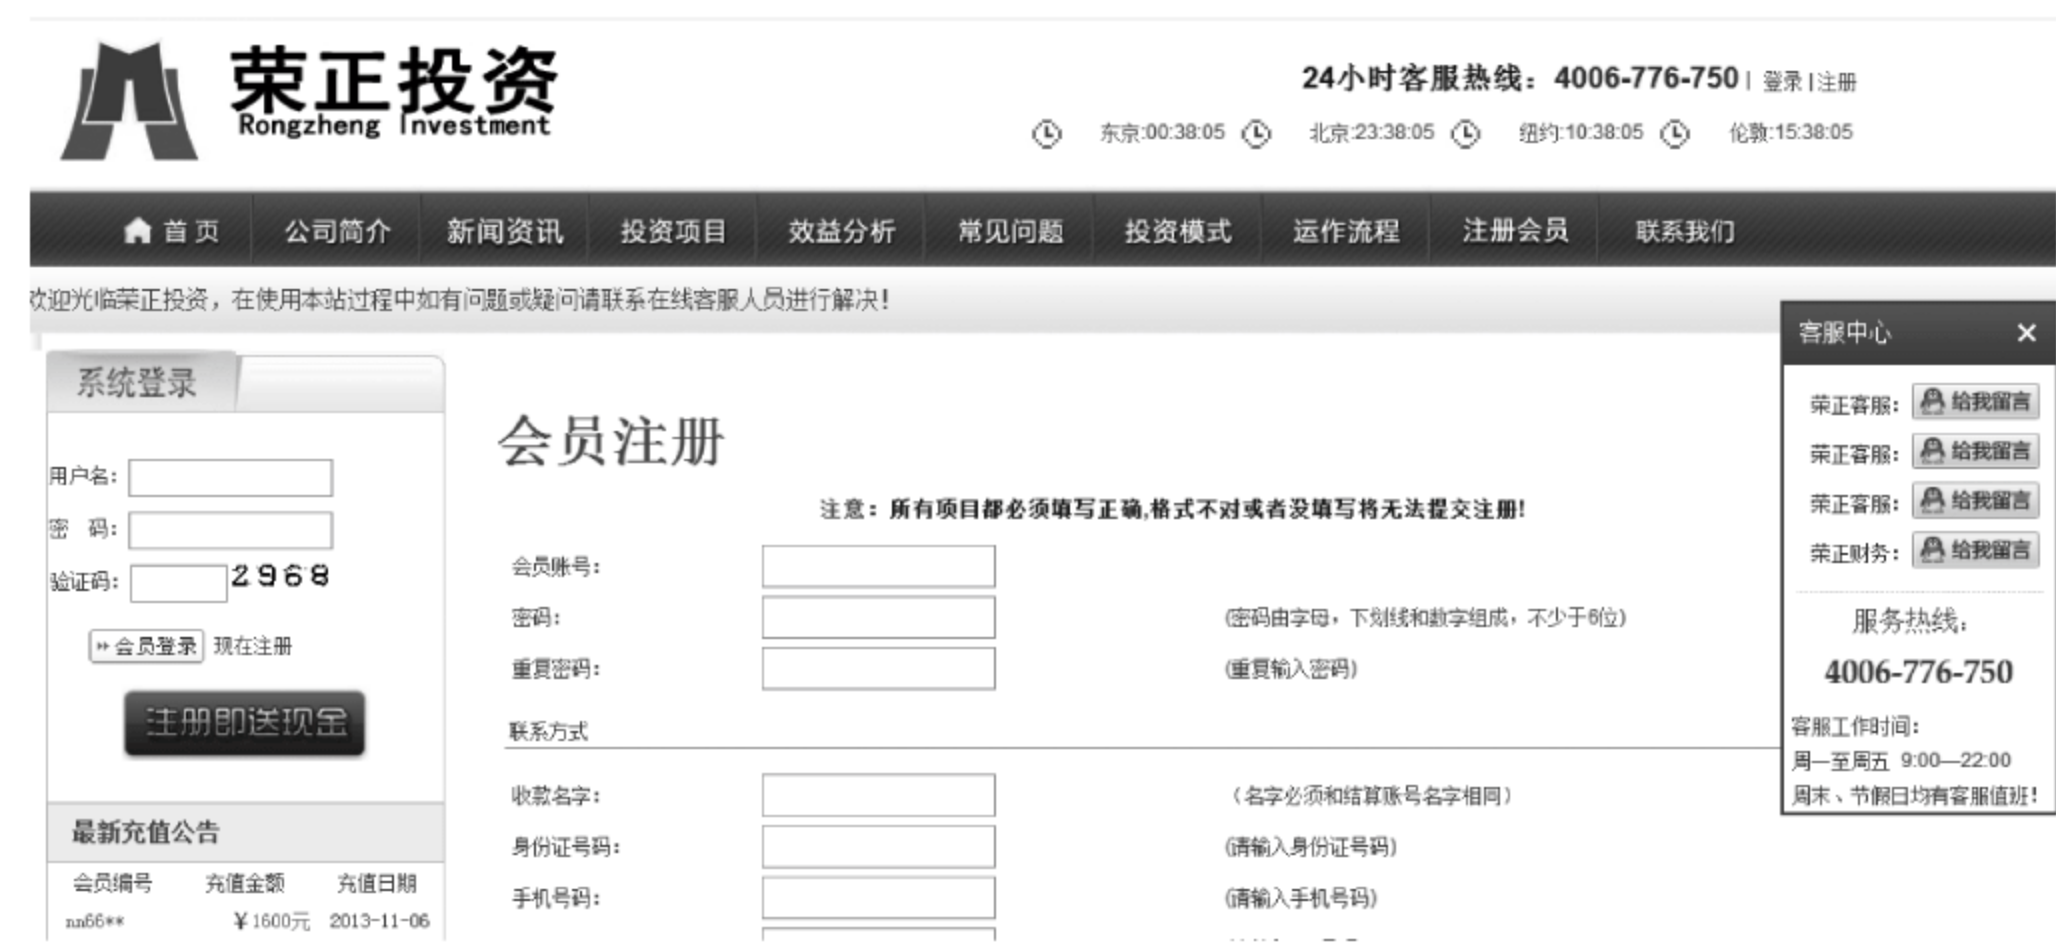 荣正投资
Rongzheng Investment
24小时客服热线：4006-776-750 | 登录 | 注册
东京:00:38:05 北京:23:38:05 纽约:10:38:05 伦敦:15:38:05
首页 公司简介 新闻资讯 投资项目 效益分析 常见问题 投资模式 运作流程 注册会员 联系我们
欢迎光临荣正投资，在使用本站过程中如有问题或疑问请联系在线客服人员进行解决！
系统登录
用户名：
密 码：
验证码： 2968
会员登录 现在注册
注册即送现金
最新充值公告
会员编号 充值金额 充值日期
nn66** ￥1600元 2013-11-06
会员注册
注意：所有项目都必须填写正确,格式不对或者没填写将无法提交注册!
会员账号：
密码： (密码由字母，下划线和数字组成，不少于6位)
重复密码： (重复输入密码)
联系方式
收款名字： （名字必须和结算账号名字相同）
身份证号码： (请输入身份证号码)
手机号码： (请输入手机号码)
客服中心 ×
荣正客服： 给我留言
荣正客服： 给我留言
荣正客服： 给我留言
荣正财务： 给我留言
服务热线：
4006-776-750
客服工作时间：
周一至周五 9:00—22:00
周末、节假日均有客服值班！